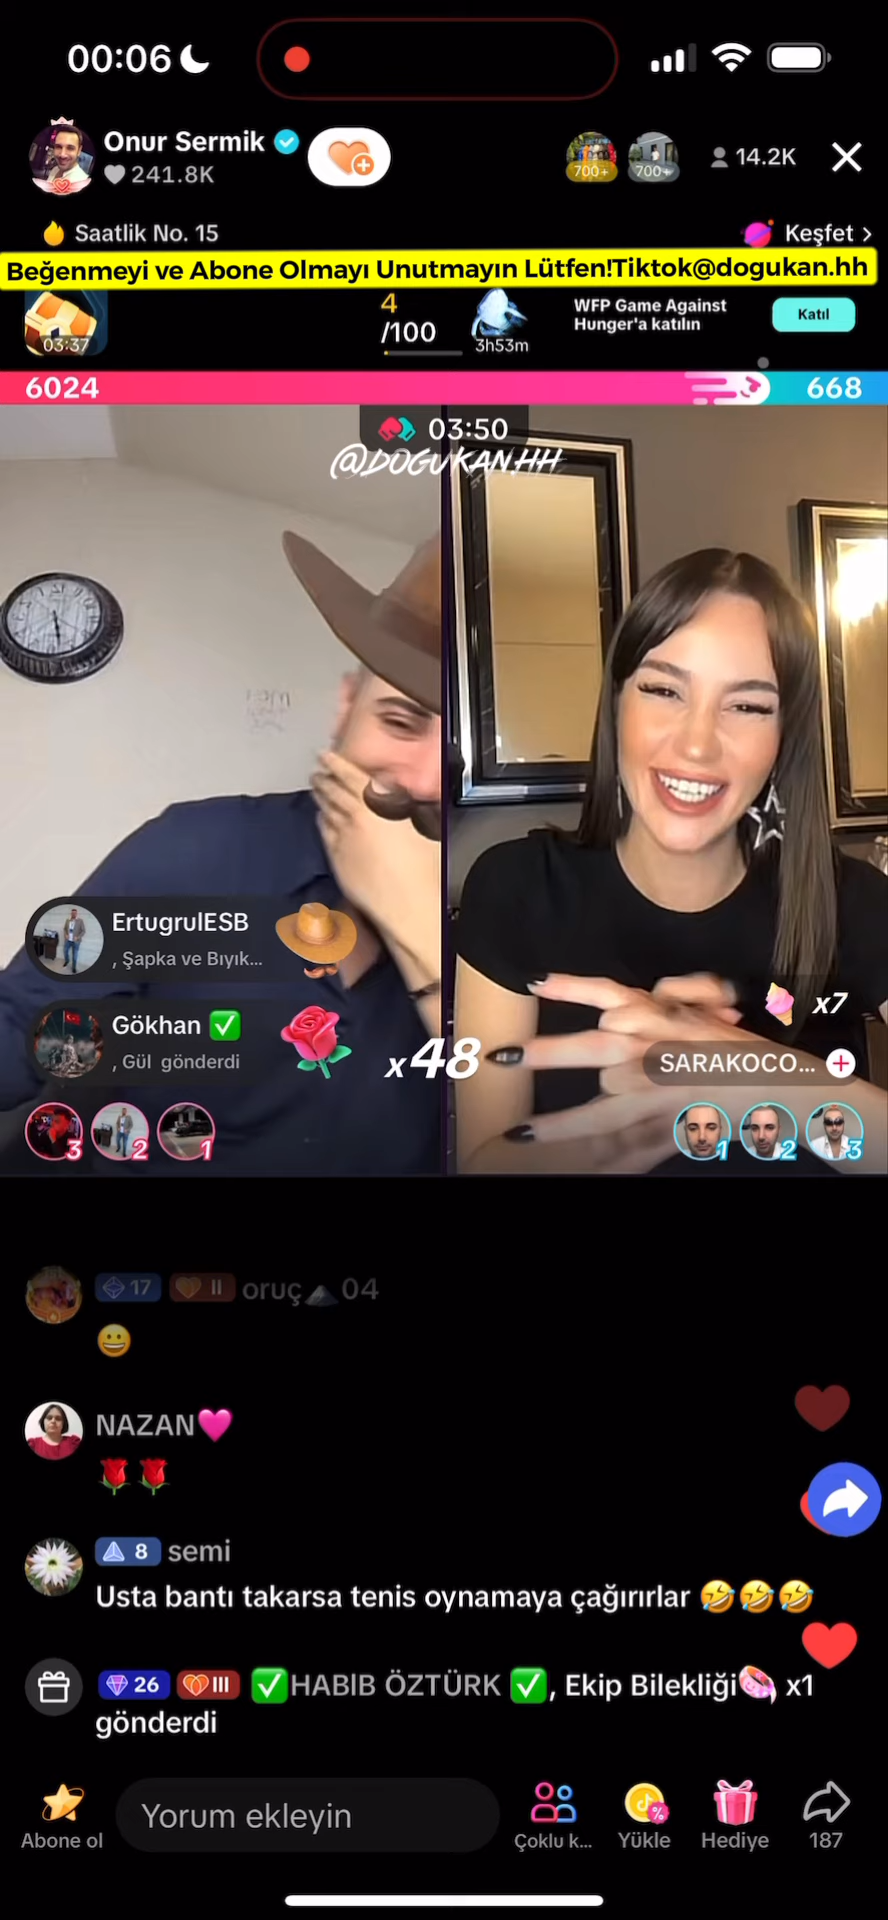 00:06
Onur Sermik
241.8K
700+
700+
14.2K
Saatlik No. 15
Keşfet >
Beğenmeyi ve Abone Olmayı Unutmayın Lütfen!Tiktok@dogukan.hh
03:37
4
/100
3h53m
WFP Game Against
Hunger'a katılın
Katıl
6024
668
03:50
@DOGUKAN.HH
ErtugrulESB
, Şapka ve Bıyık...
Gökhan ✅
, Gül gönderdi
x48
x7
SARAKOCO...
3
2
1
1
2
3
17 II oruç🗻04
😀
NAZAN🩷
🌹🌹
8 semi
Usta bantı takarsa tenis oynamaya çağırırlar 🤣🤣🤣
26 III ✅HABIB ÖZTÜRK ✅, Ekip Bilekliği x1
gönderdi
Abone ol
Yorum ekleyin
Çoklu k...
Yükle
Hediye
187